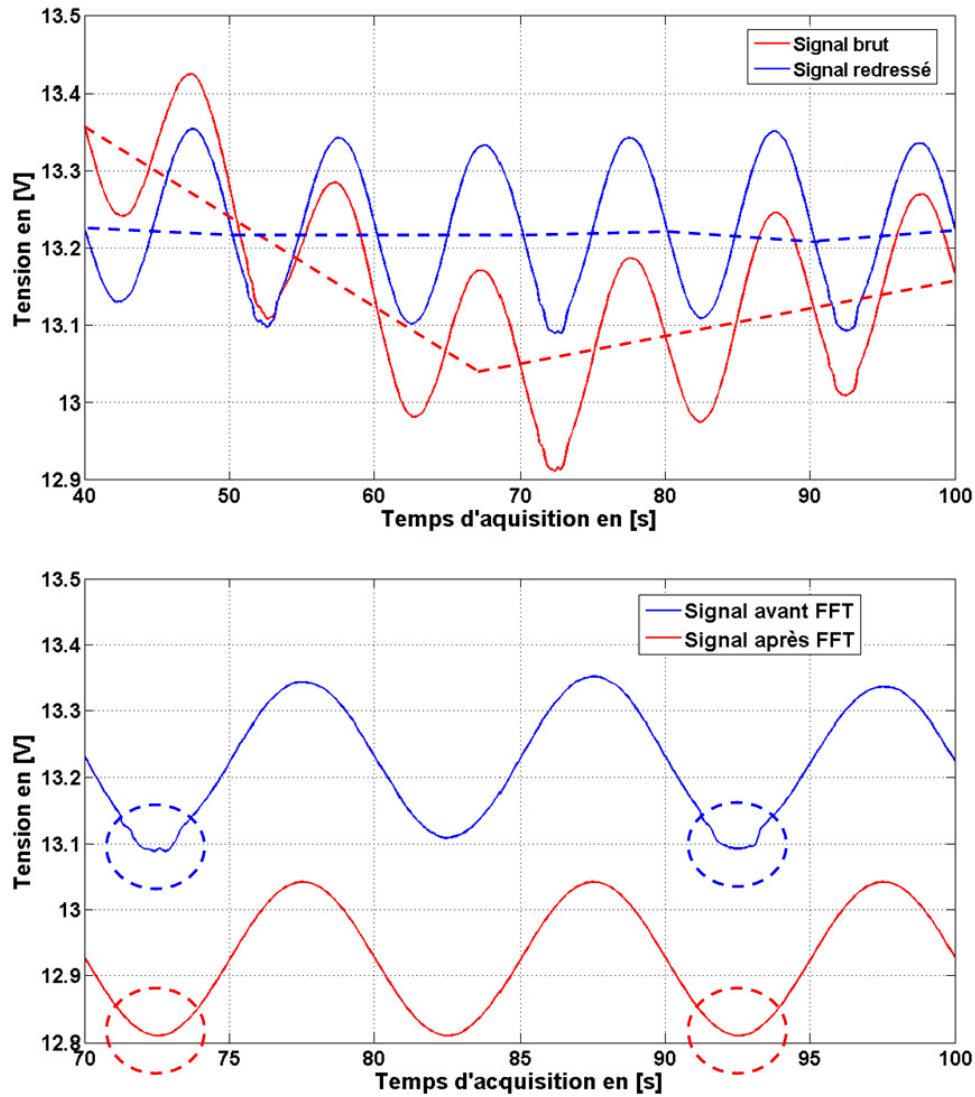 13.5
Signal brut
Signal redressé
13.4
13.3
13.2
13.1
13
12.9
Tension en [V]
40 50 60 70 80 90 100
Temps d'aquisition en [s]
13.5
Signal avant FFT
Signal après FFT
13.4
13.3
13.2
13.1
13
12.9
12.8
Tension en [V]
70 75 80 85 90 95 100
Temps d'acquisition en [s]